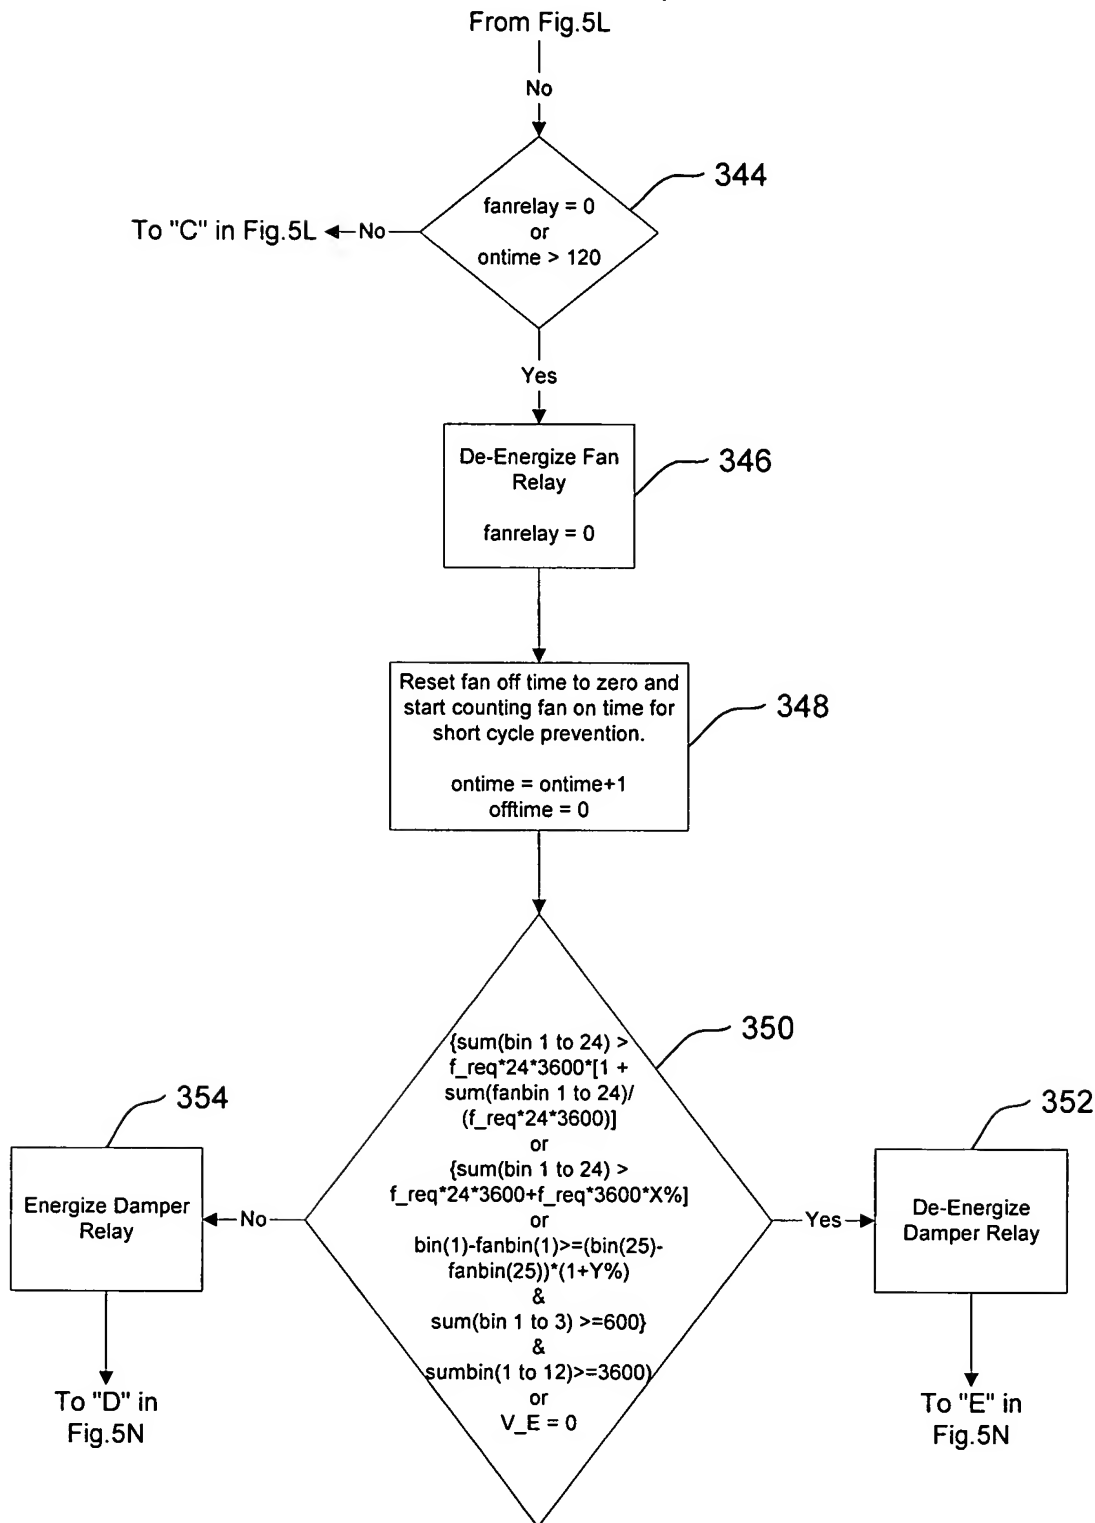 From Fig.5L
No
344
fanrelay = 0
or
ontime > 120
To "C" in Fig.5L
No
Yes
De-Energize Fan
Relay
fanrelay = 0
346
Reset fan off time to zero and
start counting fan on time for
short cycle prevention.
ontime = ontime+1
offtime = 0
348
350
{sum(bin 1 to 24) >
f_req*24*3600*[1 +
sum(fanbin 1 to 24)/
(f_req*24*3600)]
or
{sum(bin 1 to 24) >
f_req*24*3600+f_req*3600*X%]
or
bin(1)-fanbin(1)>=(bin(25)-
fanbin(25))*(1+Y%)
&
sum(bin 1 to 3) >=600}
&
sumbin(1 to 12)>=3600)
or
V_E = 0
354
Energize Damper
Relay
No
Yes
352
De-Energize
Damper Relay
To "D" in
Fig.5N
To "E" in
Fig.5N